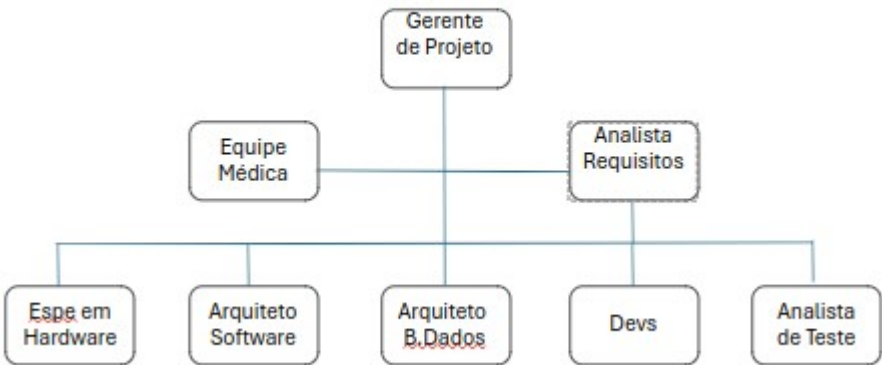 Gerente
de Projeto
Equipe
Médica
Analista
Requisitos
Espe em
Hardware
Arquiteto
Software
Arquiteto
B.Dados
Devs
Analista
de Teste